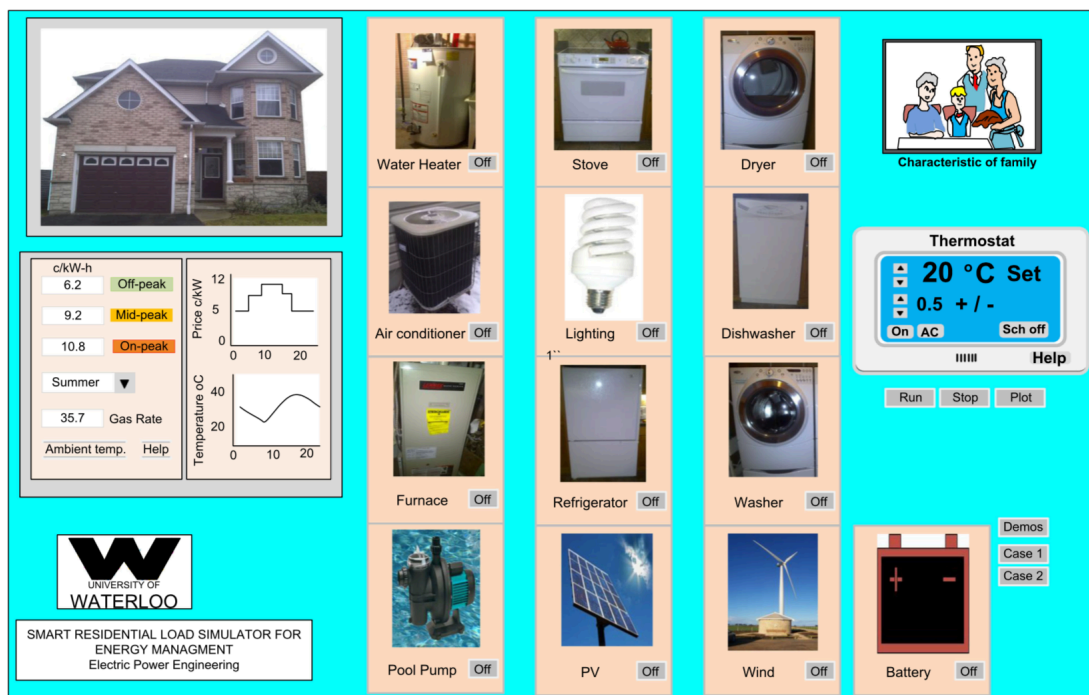 Water Heater Off
Stove Off
Dryer Off
Characteristic of family
Air conditioner Off
Lighting Off
1``
Dishwasher Off
Thermostat
20 °C Set
0.5 + / -
On AC Sch off
Help
Run Stop Plot
c/kW-h
6.2 Off-peak
9.2 Mid-peak
10.8 On-peak
Summer ▼
35.7 Gas Rate
Ambient temp. Help
Price c/kW
12
5
0
0 10 20
Temperature oC
40
20
0 10 20
Furnace Off
Refrigerator Off
Washer Off
Pool Pump Off
PV Off
Wind Off
Battery Off
+ -
Demos
Case 1
Case 2
W
UNIVERSITY OF
WATERLOO
SMART RESIDENTIAL LOAD SIMULATOR FOR
ENERGY MANAGMENT
Electric Power Engineering